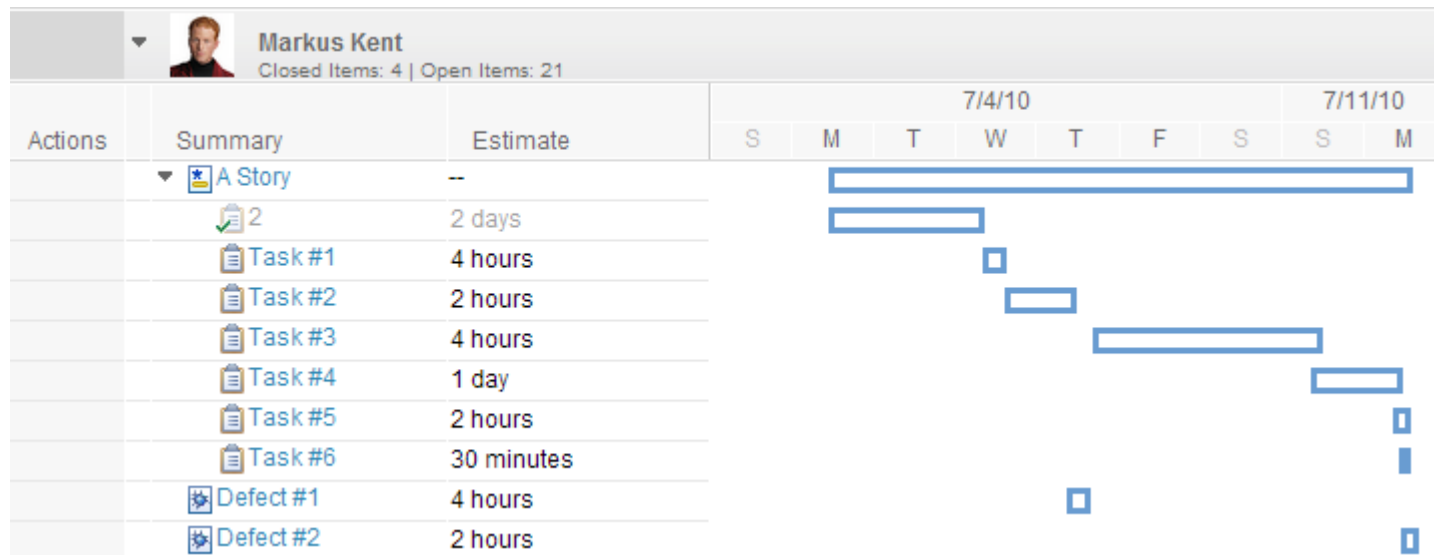 Markus Kent
Closed Items: 4 | Open Items: 21
7/4/10 7/11/10
Actions Summary Estimate S M T W T F S S M
A Story --
2 2 days
Task #1 4 hours
Task #2 2 hours
Task #3 4 hours
Task #4 1 day
Task #5 2 hours
Task #6 30 minutes
Defect #1 4 hours
Defect #2 2 hours